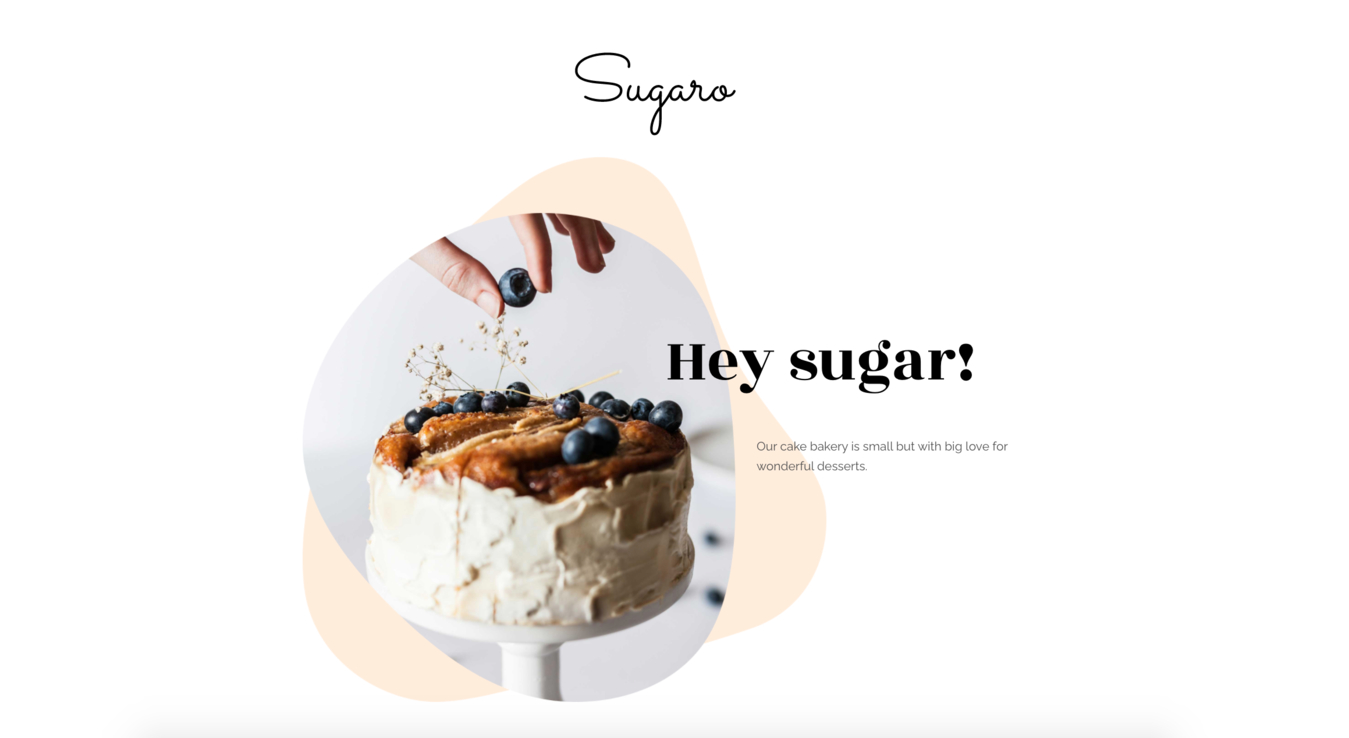 Sugaro
Hey sugar!
Our cake bakery is small but with big love for
wonderful desserts.